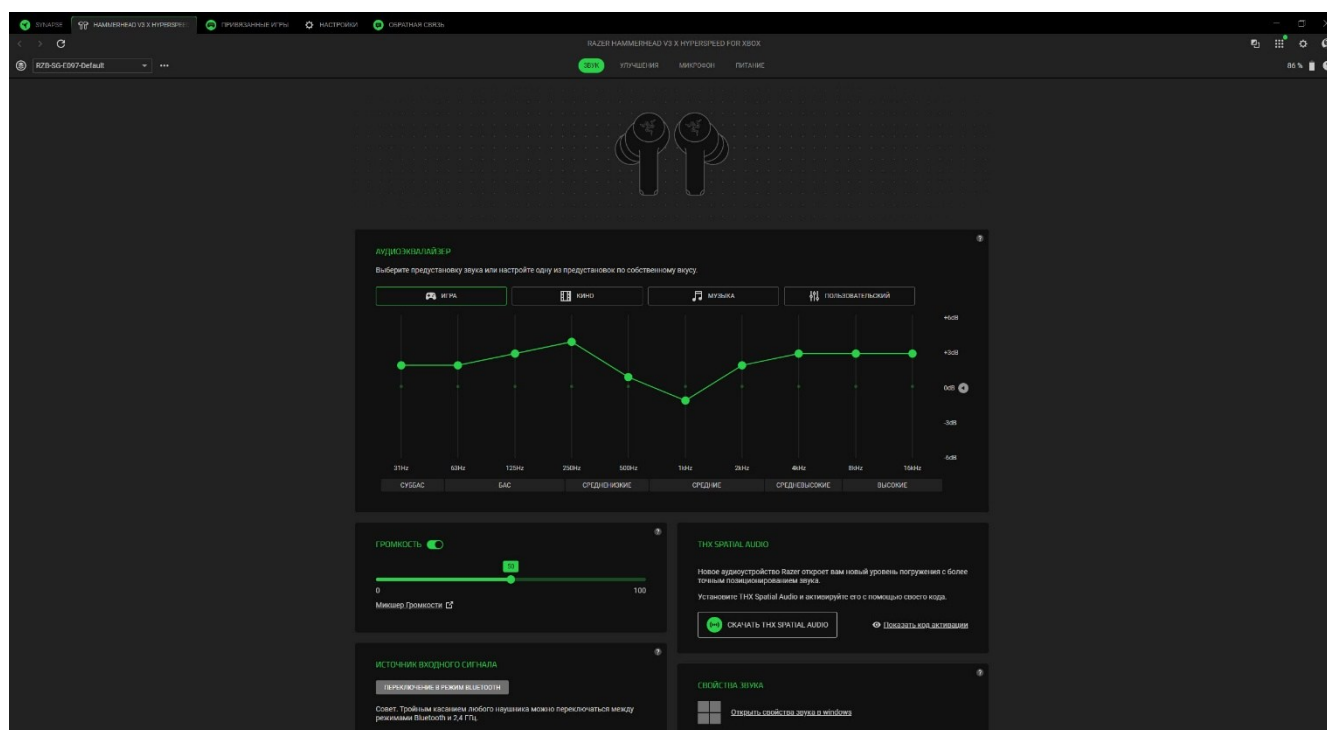 SYNAPSE HAMMERHEAD V3 X HYPERSPEED ПРИВЯЗАННЫЕ ИГРЫ НАСТРОЙКИ ОБРАТНАЯ СВЯЗЬ
RAZER HAMMERHEAD V3 X HYPERSPEED FOR XBOX
RZB-SG-E097-Default ЗВУК УЛУЧШЕНИЯ МИКРОФОН ПИТАНИЕ 86 %
АУДИОЭКВАЛАЙЗЕР
Выберите предустановку звука или настройте одну из предустановок по собственному вкусу.
ИГРА КИНО МУЗЫКА ПОЛЬЗОВАТЕЛЬСКИЙ
+6dB
+3dB
0dB
-3dB
-6dB
31Hz 63Hz 125Hz 250Hz 500Hz 1kHz 2kHz 4kHz 8kHz 16kHz
СУББАС БАС СРЕДНЕНИЗКИЕ СРЕДНИЕ СРЕДНЕВЫСОКИЕ ВЫСОКИЕ
ГРОМКОСТЬ
50
0 100
Микшер Громкости
THX SPATIAL AUDIO
Новое аудиоустройство Razer откроет вам новый уровень погружения с более
точным позиционированием звука.
Установите THX Spatial Audio и активируйте его с помощью своего кода.
СКАЧАТЬ THX SPATIAL AUDIO Показать код активации
ИСТОЧНИК ВХОДНОГО СИГНАЛА
ПЕРЕКЛЮЧЕНИЕ В РЕЖИМ BLUETOOTH
Совет. Тройным касанием любого наушника можно переключаться между
режимами Bluetooth и 2,4 ГГц.
СВОЙСТВА ЗВУКА
Открыть свойства звука в windows